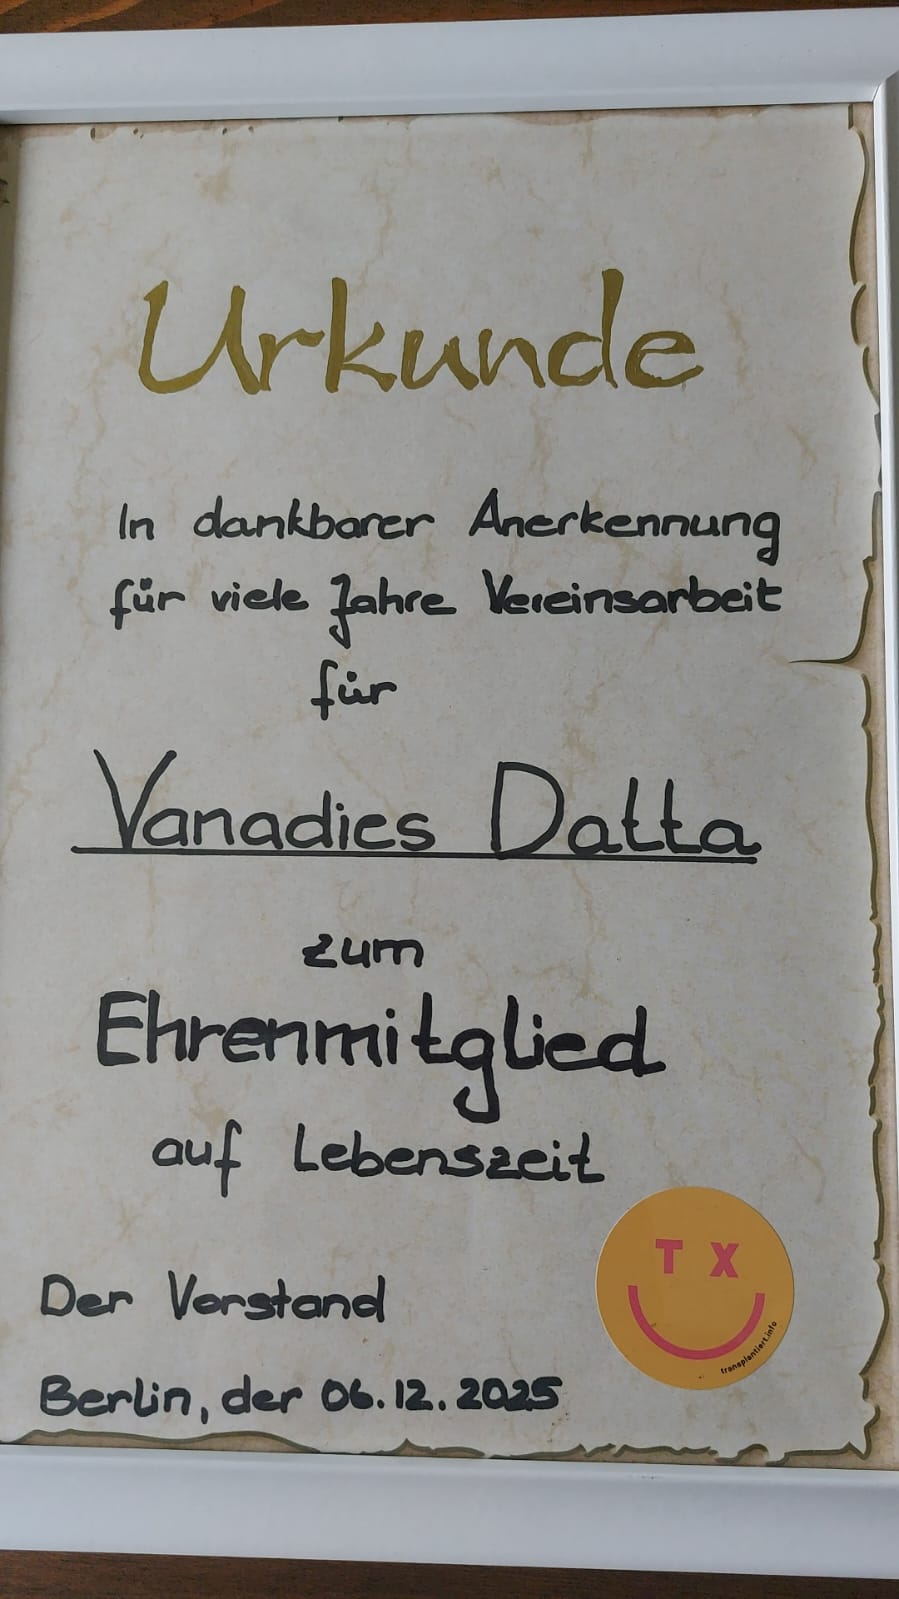 Urkunde
In dankbarer Anerkennung
für viele Jahre Vereinsarbeit
für
Vanadies Datta
zum
Ehrenmitglied
auf Lebenszeit
Der Vorstand
Berlin, der 06.12.2025
T X
transplantiert.info